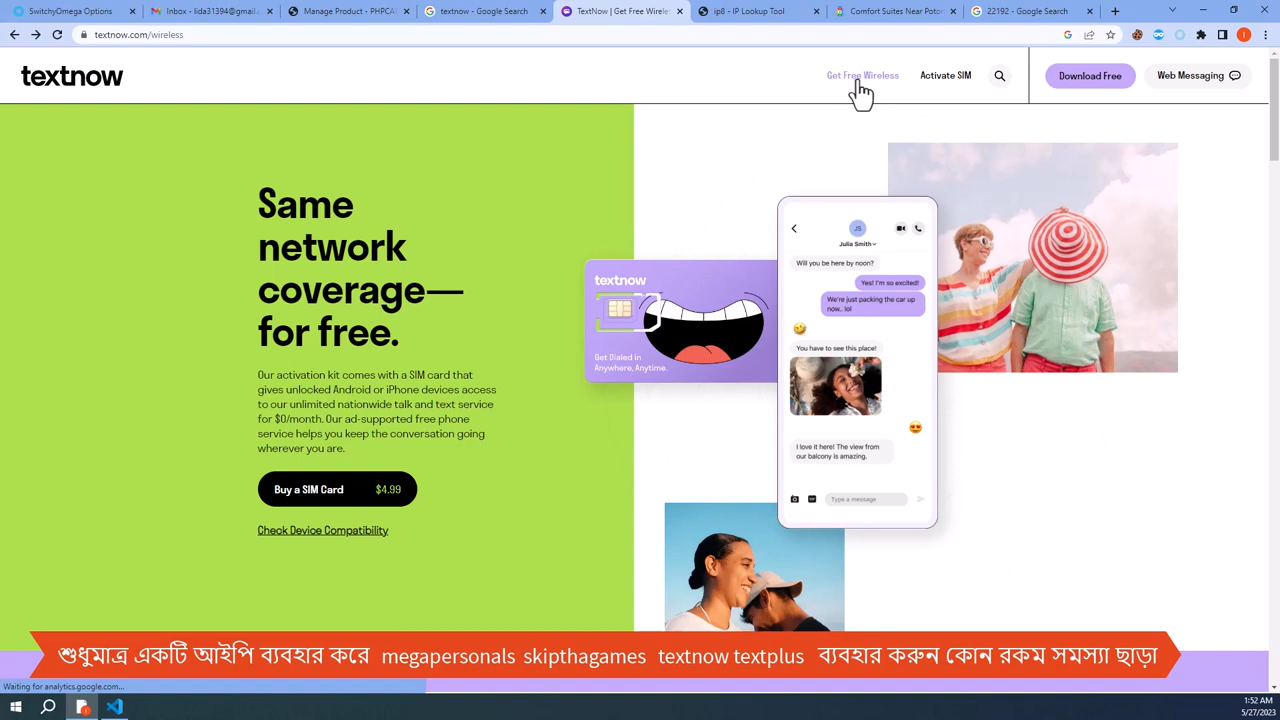 SwitchyOmega Options
Inbox - lida31394@gmail.
Device Manage - PHPCAI
google - Google Search
TextNow | Get Free Wirele
ip8 - IP Lookup Tool
Coordinates Near Potor
22192 - Google Search
textnow.com/wireless
textnow
Get Free Wireless
Activate SIM
Download Free
Web Messaging
Same
network
coverage—
for free.
Our activation kit comes with a SIM card that
gives unlocked Android or iPhone devices access
to our unlimited nationwide talk and text service
for $0/month. Our ad-supported free phone
service helps you keep the conversation going
wherever you are.
Buy a SIM Card $4.99
Check Device Compatibility
textnow
Get Dialed in
Anywhere, Anytime.
JS
Julia Smith
Will you be here by noon?
Yes! I'm so excited!
We're just packing the car up
now.. lol
You have to see this place!
I love it here! The view from
our balcony is amazing.
Type a message
শুধুমাত্র একটি আইপি ব্যবহার করে megapersonals skipthagames textnow textplus ব্যবহার করুন কোন রকম সমস্যা ছাড়া
Waiting for analytics.google.com...
1:52 AM
5/27/2023